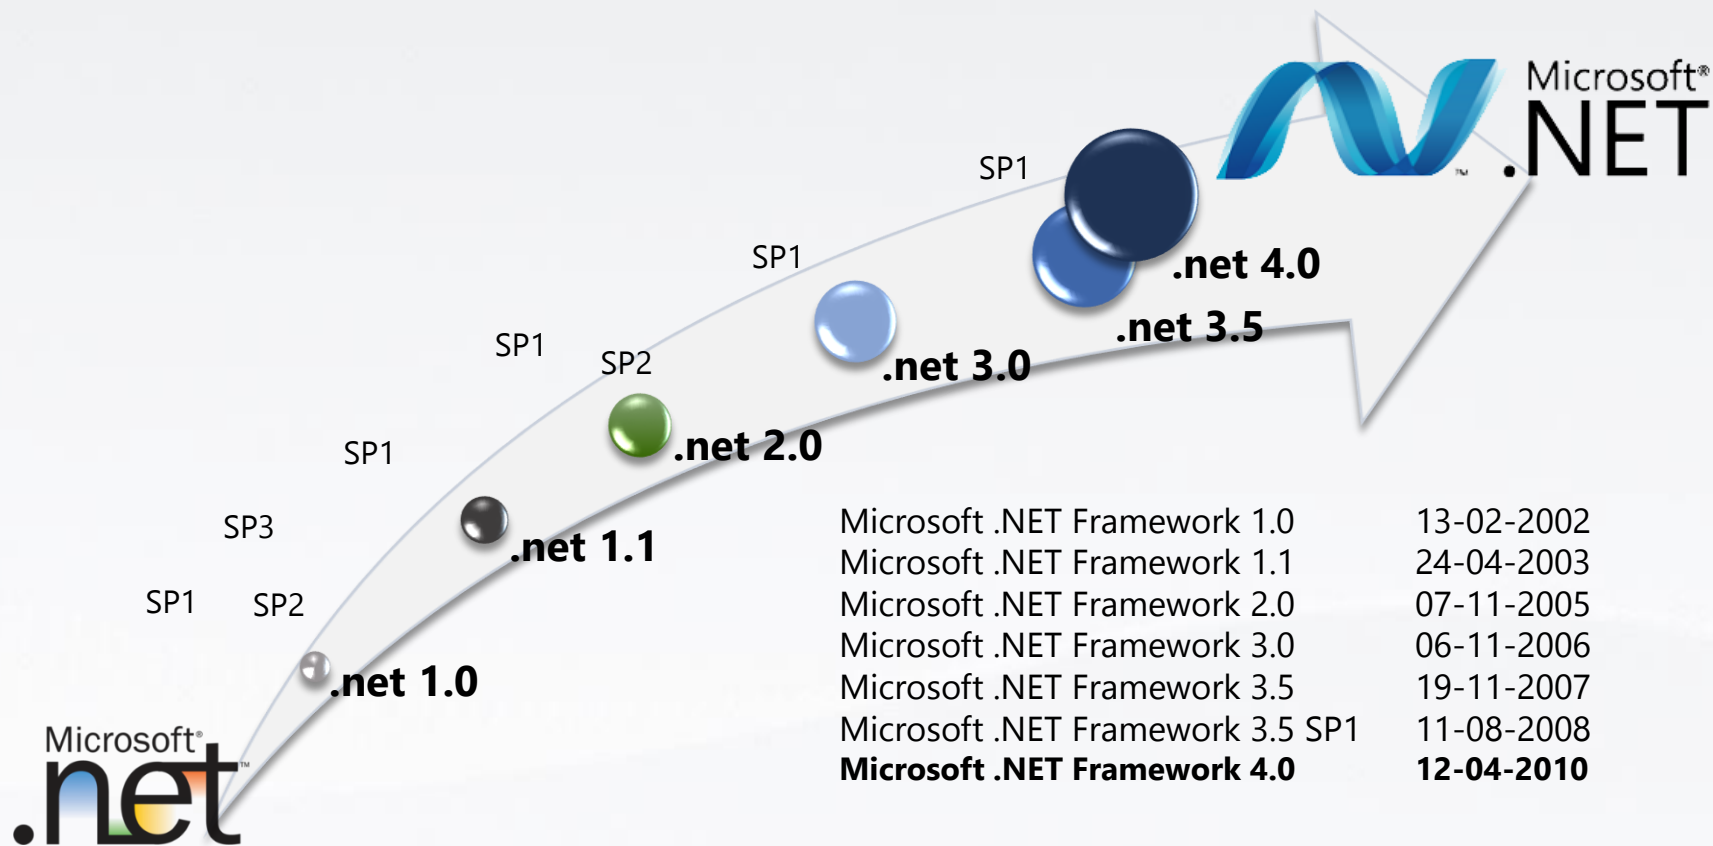 Microsoft®
.NET
™
SP1
.net 4.0
SP1
.net 3.5
SP1
SP2
.net 3.0
SP1
.net 2.0
SP3
.net 1.1
SP1 SP2
.net 1.0
Microsoft .NET Framework 1.0 13-02-2002
Microsoft .NET Framework 1.1 24-04-2003
Microsoft .NET Framework 2.0 07-11-2005
Microsoft .NET Framework 3.0 06-11-2006
Microsoft .NET Framework 3.5 19-11-2007
Microsoft .NET Framework 3.5 SP1 11-08-2008
Microsoft .NET Framework 4.0 12-04-2010
Microsoft®
.net™